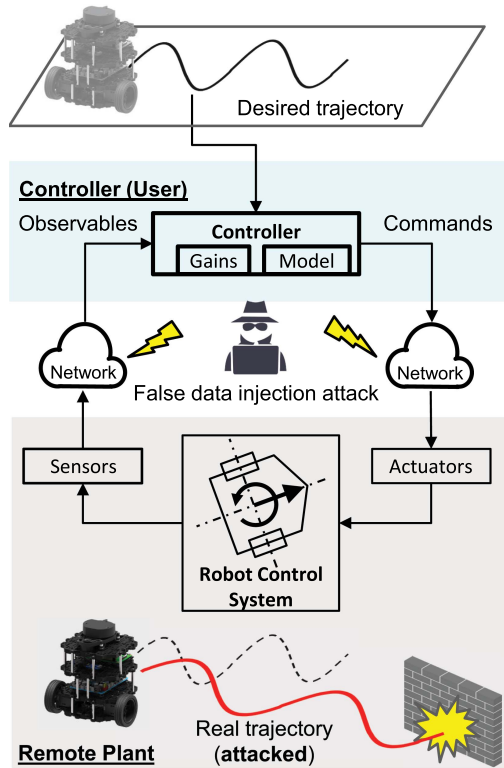 Desired trajectory
Controller (User)
Observables
Controller
Gains
Model
Commands
Network
Network
False data injection attack
Sensors
Actuators
Robot Control
System
Real trajectory
(attacked)
Remote Plant